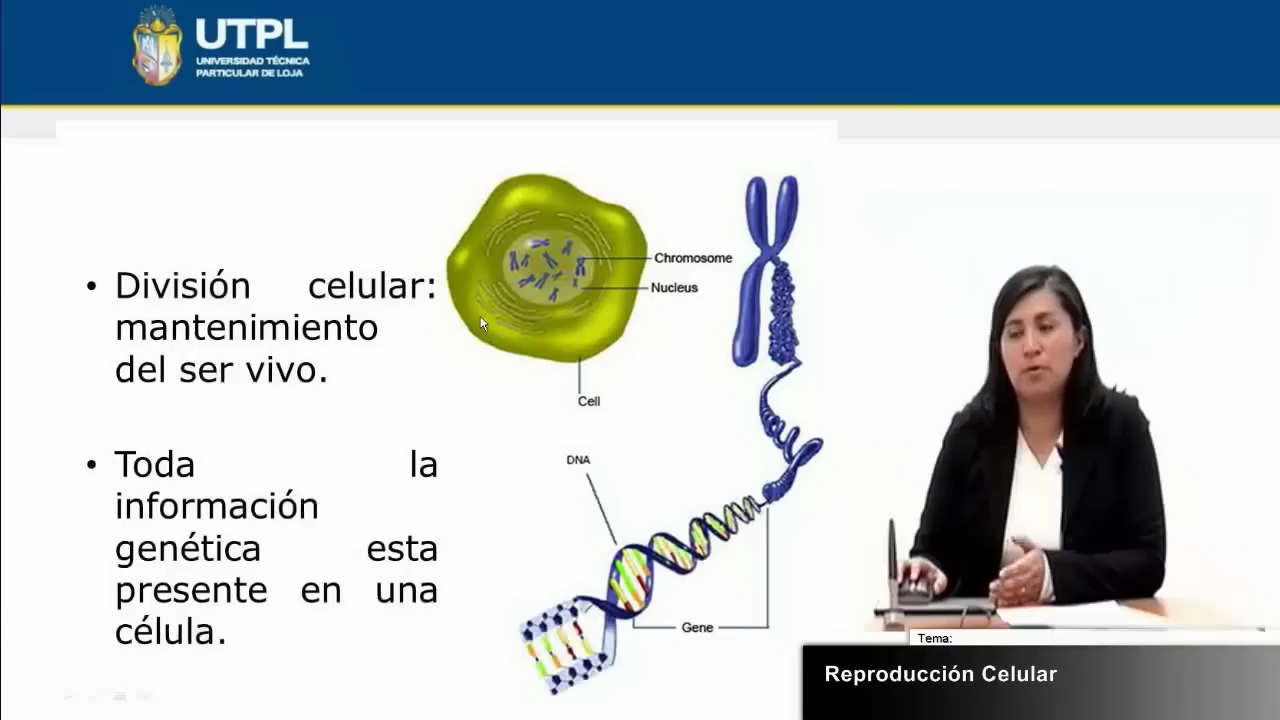 UTPL
UNIVERSIDAD TÉCNICA
PARTICULAR DE LOJA
• División celular:
mantenimiento
del ser vivo.
• Toda la
información
genética esta
presente en una
célula.
Chromosome
Nucleus
Cell
DNA
Gene
Tema:
Reproducción Celular